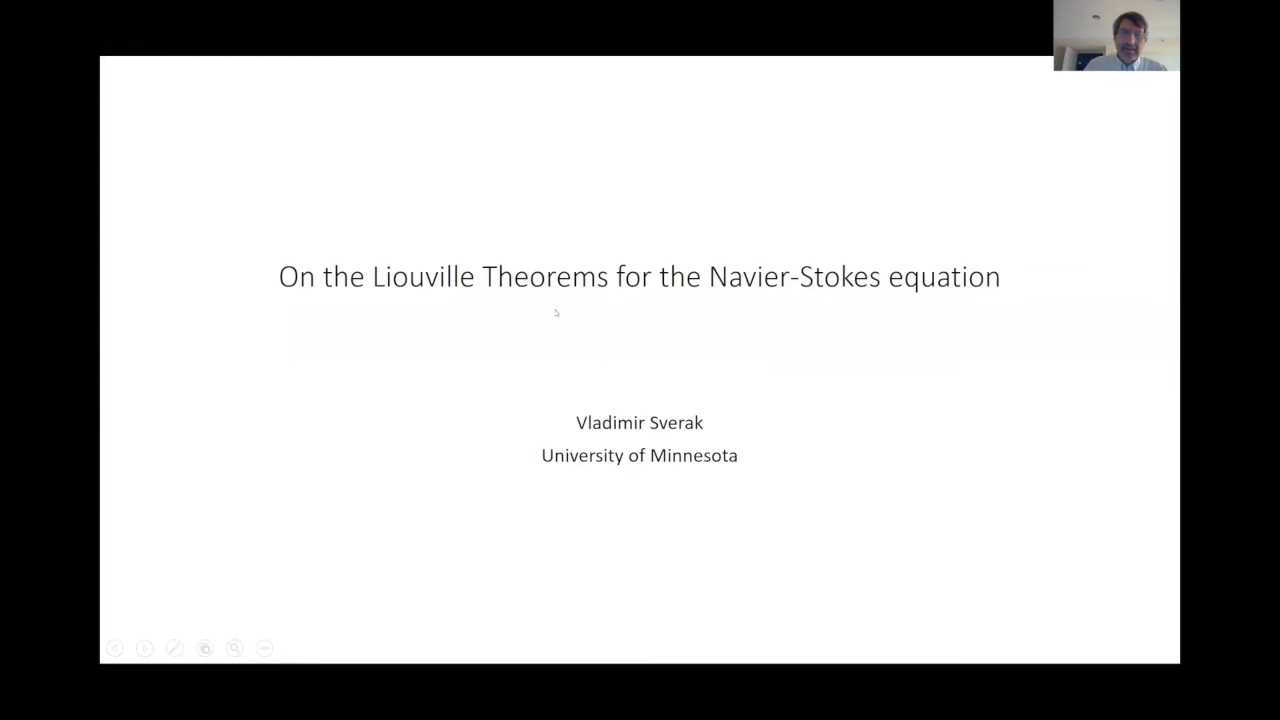 On the Liouville Theorems for the Navier-Stokes equation
Vladimir Sverak
University of Minnesota